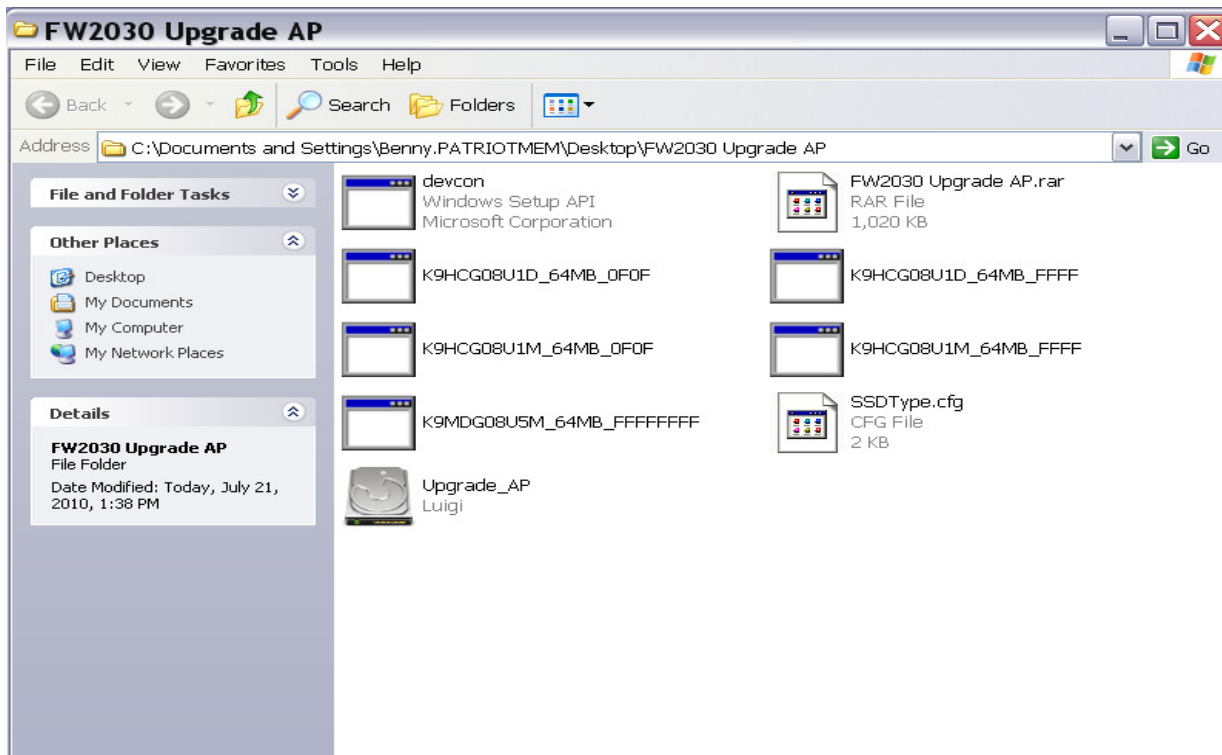 FW2030 Upgrade AP
File Edit View Favorites Tools Help
Back Search Folders
Address C:\Documents and Settings\Benny.PATRIOTMEM\Desktop\FW2030 Upgrade AP Go
File and Folder Tasks
Other Places
Desktop
My Documents
My Computer
My Network Places
Details
FW2030 Upgrade AP
File Folder
Date Modified: Today, July 21,
2010, 1:38 PM
devcon
Windows Setup API
Microsoft Corporation
FW2030 Upgrade AP.rar
RAR File
1,020 KB
K9HCG08U1D_64MB_0F0F
K9HCG08U1D_64MB_FFFF
K9HCG08U1M_64MB_0F0F
K9HCG08U1M_64MB_FFFF
K9MDG08U5M_64MB_FFFFFFFF
SSDType.cfg
CFG File
2 KB
Upgrade_AP
Luigi